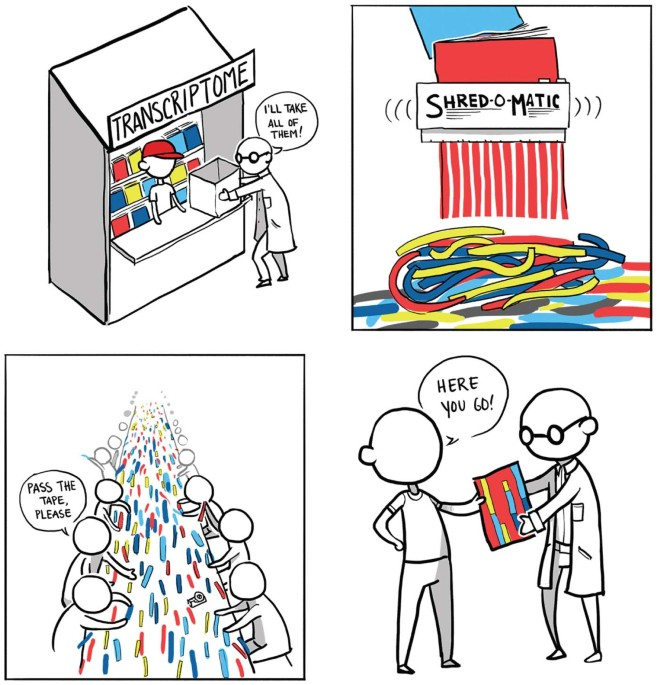 TRANSCRIPTOME
I'LL TAKE
ALL OF
THEM!
SHRED-O-MATIC
PASS THE
TAPE,
PLEASE
HERE
YOU GO!